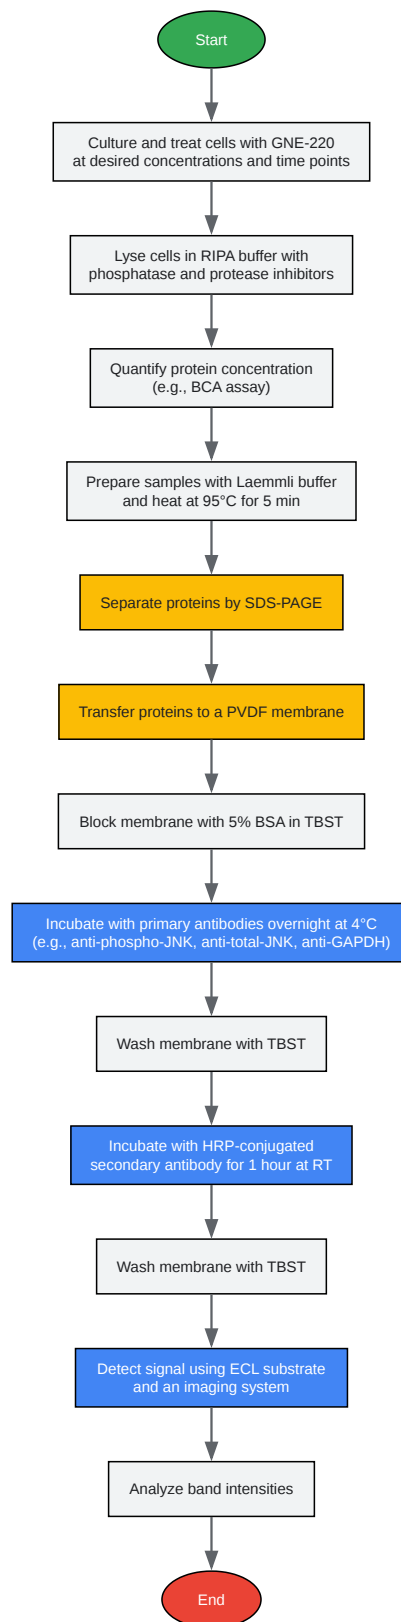 Start
Culture and treat cells with GNE-220
at desired concentrations and time points
Lyse cells in RIPA buffer with
phosphatase and protease inhibitors
Quantify protein concentration
(e.g., BCA assay)
Prepare samples with Laemmli buffer
and heat at 95°C for 5 min
Separate proteins by SDS-PAGE
Transfer proteins to a PVDF membrane
Block membrane with 5% BSA in TBST
Incubate with primary antibodies overnight at 4°C
(e.g., anti-phospho-JNK, anti-total-JNK, anti-GAPDH)
Wash membrane with TBST
Incubate with HRP-conjugated
secondary antibody for 1 hour at RT
Wash membrane with TBST
Detect signal using ECL substrate
and an imaging system
Analyze band intensities
End